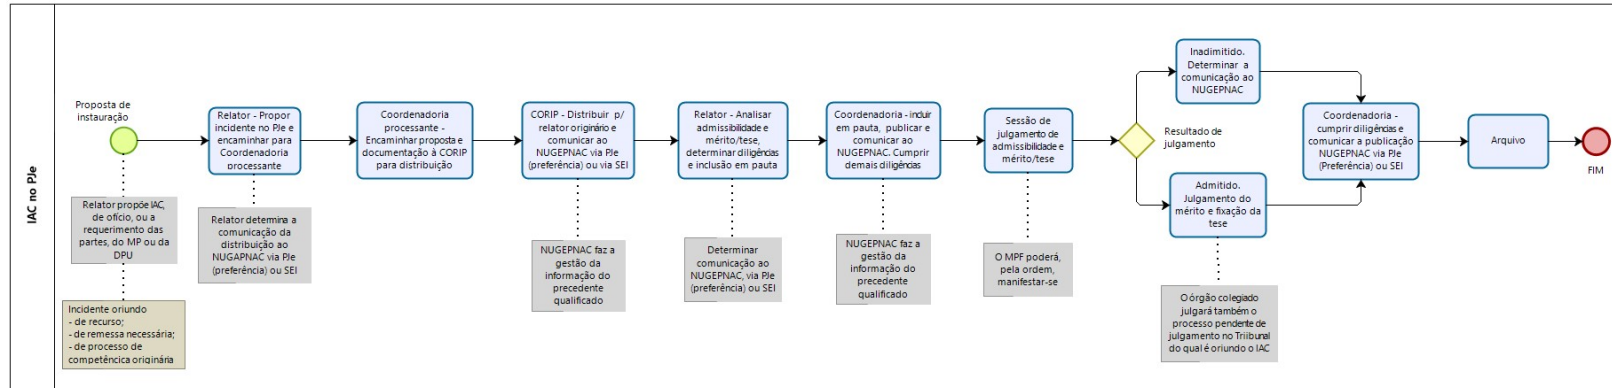 IAC no PJe
Proposta de
instauração
Relator propõe IAC,
de ofício, ou a
requerimento das
partes, do MP ou da
DPU
Incidente oriundo
- de recurso;
- de remessa necessária;
- de processo de
competêncica originária
Relator - Propor
incidente no PJe e
encaminhar para
Coordenadoria
processante
Relator determina a
comunicação da
distribuição ao
NUGAPNAC via PJe
(preferência) ou SEI
Coordenadoria
processante -
Encaminhar proposta e
documentação à CORIP
para distribuição
CORIP - Distribuir p/
relator originário e
comunicar ao
NUGEPNAC via PJe
(preferência) ou via SEI
NUGEPNAC faz a
gestão da
informação do
precedente
qualificado
Relator - Analisar
admissibilidade e
mérito/tese,
determinar diligências
e inclusão em pauta
Determinar
comunicação ao
NUGEPNAC, via PJe
(preferência) ou SEI
Coordenadoria - incluir
em pauta, publicar e
comunicar ao
NUGEPNAC. Cumprir
demais diligências
NUGEPNAC faz a
gestão da
informação do
precedente
qualificado
Sessão de
julgamento de
admissibilidade e
mérito/tese
O MPF poderá,
pela ordem,
manifestar-se
Resultado de
julgamento
Inadimitido.
Determinar a
comunicação ao
NUGEPNAC
Admitido.
Julgamento do
mérito e fixação da
tese
O órgão colegiado
julgará também o
processo pendente de
julgamento no Triibunal
do qual é oriundo o IAC
Coordenadoria -
cumprir diligências e
comunicar a publicação
NUGEPNAC via PJe
(Preferência) ou SEI
Arquivo
FIM